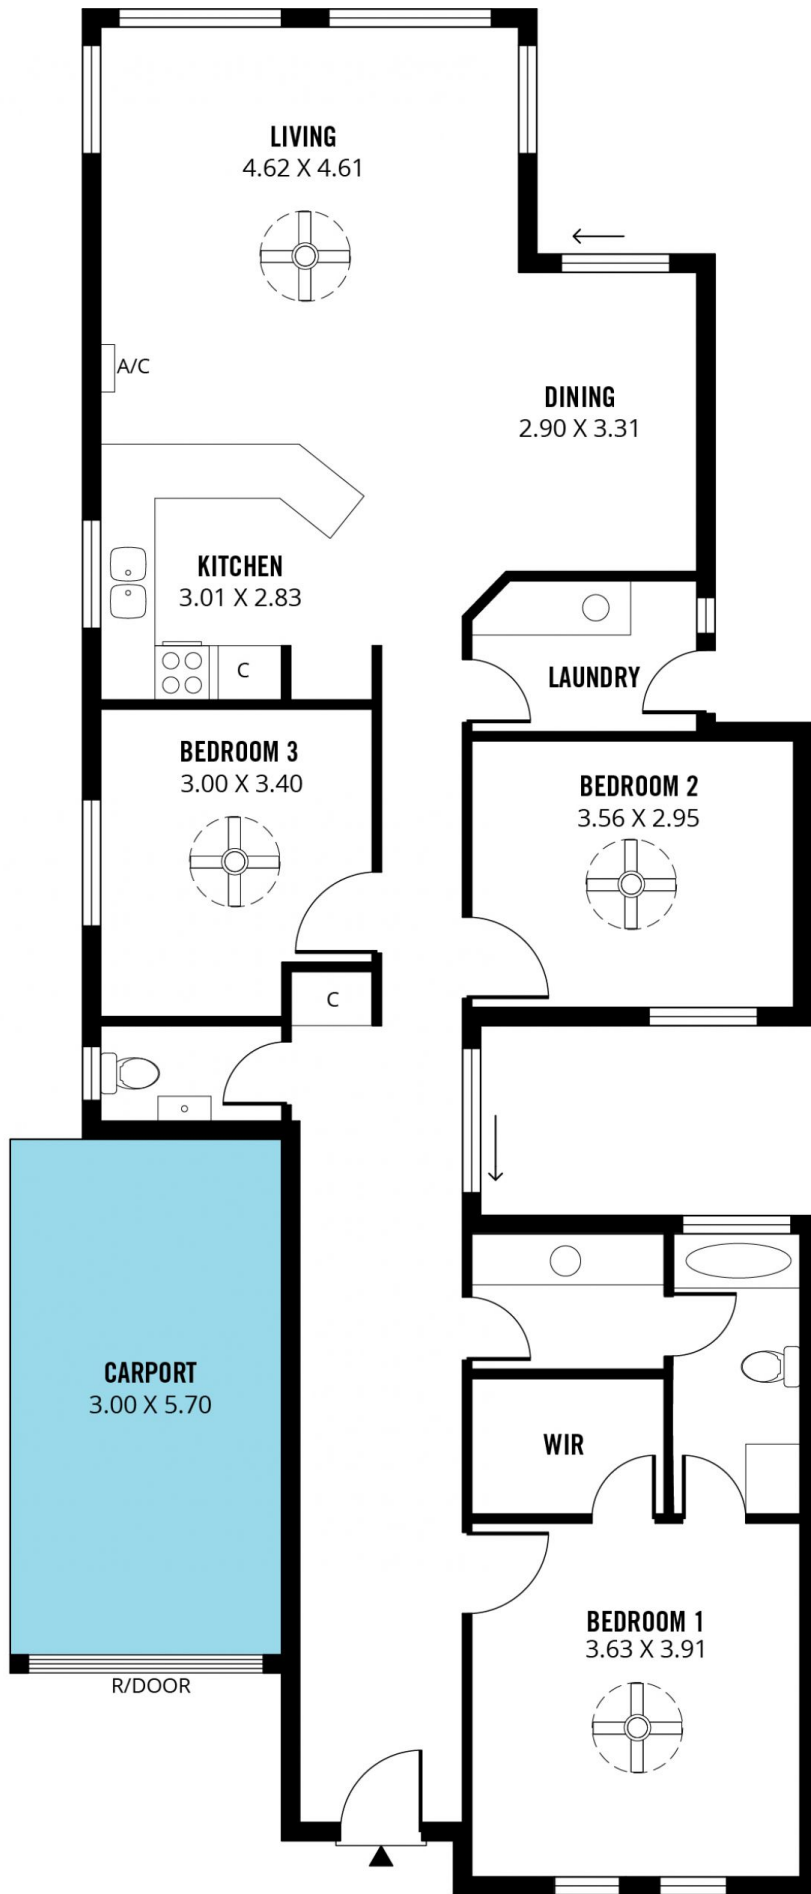 LIVING
4.62 X 4.61
A/C
DINING
2.90 X 3.31
KITCHEN
3.01 X 2.83
C
LAUNDRY
BEDROOM 3
3.00 X 3.40
BEDROOM 2
3.56 X 2.95
C
CARPORT
3.00 X 5.70
WIR
BEDROOM 1
3.63 X 3.91
R/DOOR